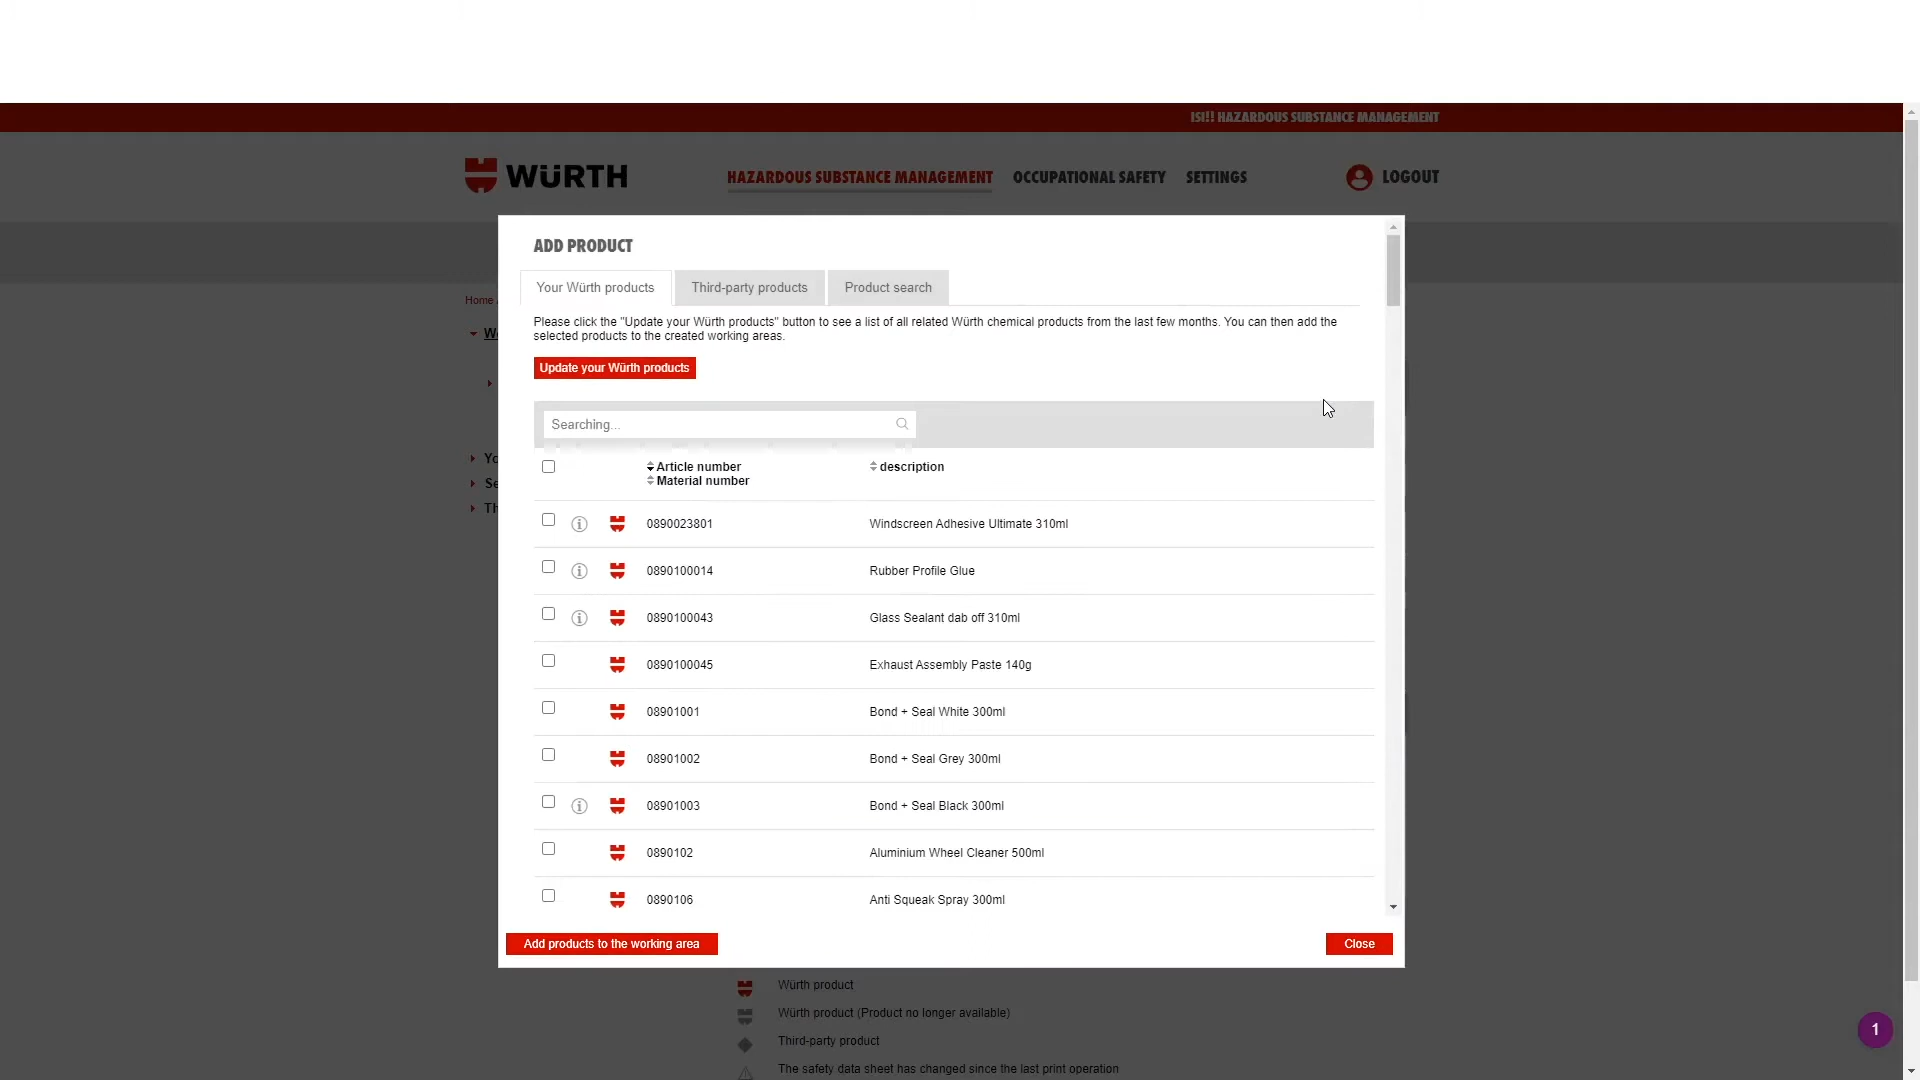 ISI!! HAZARDOUS SUBSTANCE MANAGEMENT
WÜRTH
HAZARDOUS SUBSTANCE MANAGEMENT OCCUPATIONAL SAFETY SETTINGS
LOGOUT
Home
ADD PRODUCT
Your Würth products Third-party products Product search
Please click the "Update your Würth products" button to see a list of all related Würth chemical products from the last few months. You can then add the
selected products to the created working areas.
Update your Würth products
Searching...
Article number description
Material number
0890023801 Windscreen Adhesive Ultimate 310ml
0890100014 Rubber Profile Glue
0890100043 Glass Sealant dab off 310ml
0890100045 Exhaust Assembly Paste 140g
08901001 Bond + Seal White 300ml
08901002 Bond + Seal Grey 300ml
08901003 Bond + Seal Black 300ml
0890102 Aluminium Wheel Cleaner 500ml
0890106 Anti Squeak Spray 300ml
Add products to the working area Close
Würth product
Würth product (Product no longer available)
Third-party product
The safety data sheet has changed since the last print operation
1